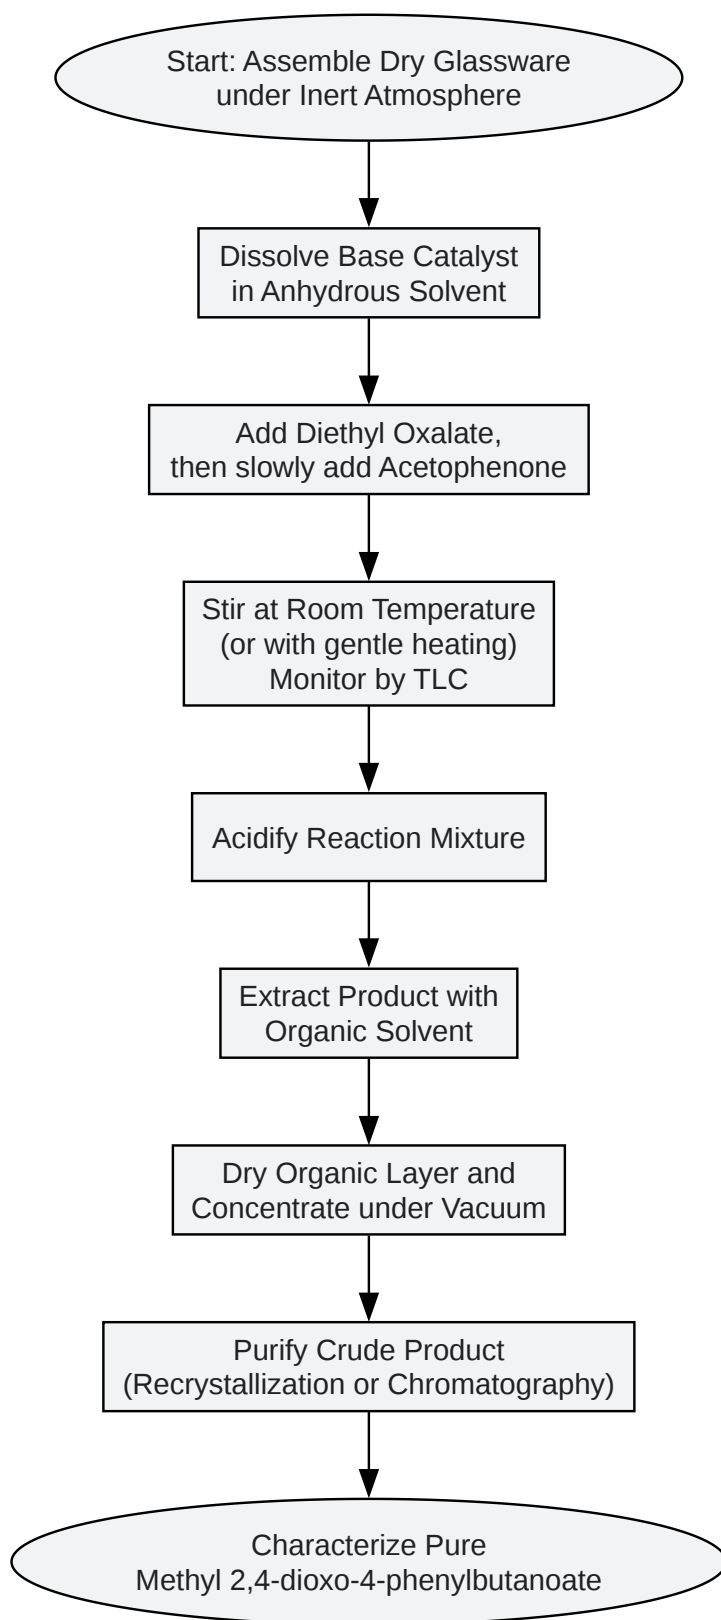 Start: Assemble Dry Glassware
under Inert Atmosphere
Dissolve Base Catalyst
in Anhydrous Solvent
Add Diethyl Oxalate,
then slowly add Acetophenone
Stir at Room Temperature
(or with gentle heating)
Monitor by TLC
Acidify Reaction Mixture
Extract Product with
Organic Solvent
Dry Organic Layer and
Concentrate under Vacuum
Purify Crude Product
(Recrystallization or Chromatography)
Characterize Pure
Methyl 2,4-dioxo-4-phenylbutanoate